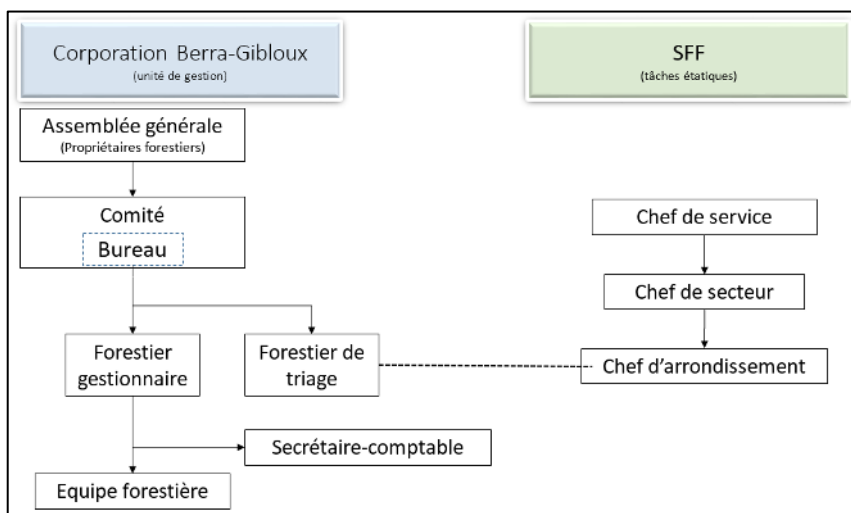 Corporation Berra-Gibloux
(unité de gestion)
SFF
(tâches étatiques)
Assemblée générale
(Propriétaires forestiers)
Comité
Bureau
Chef de service
Chef de secteur
Forestier
gestionnaire
Forestier de
triage
Chef d'arrondissement
Secrétaire-comptable
Equipe forestière